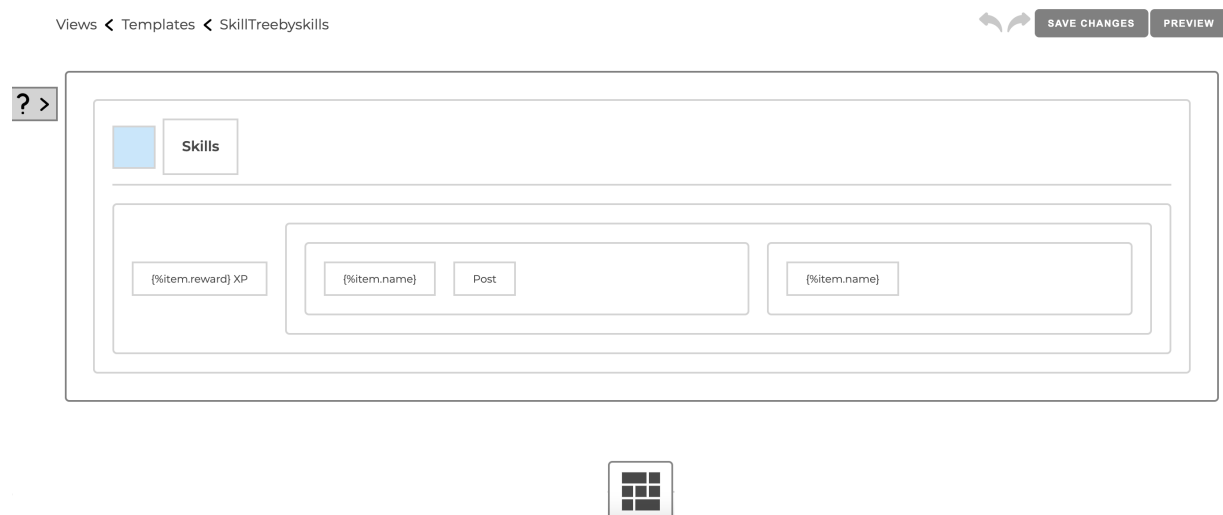 Views < Templates < SkillTreebyskills
SAVE CHANGES
PREVIEW
? >
Skills
{%item.reward} XP
{%item.name}
Post
{%item.name}